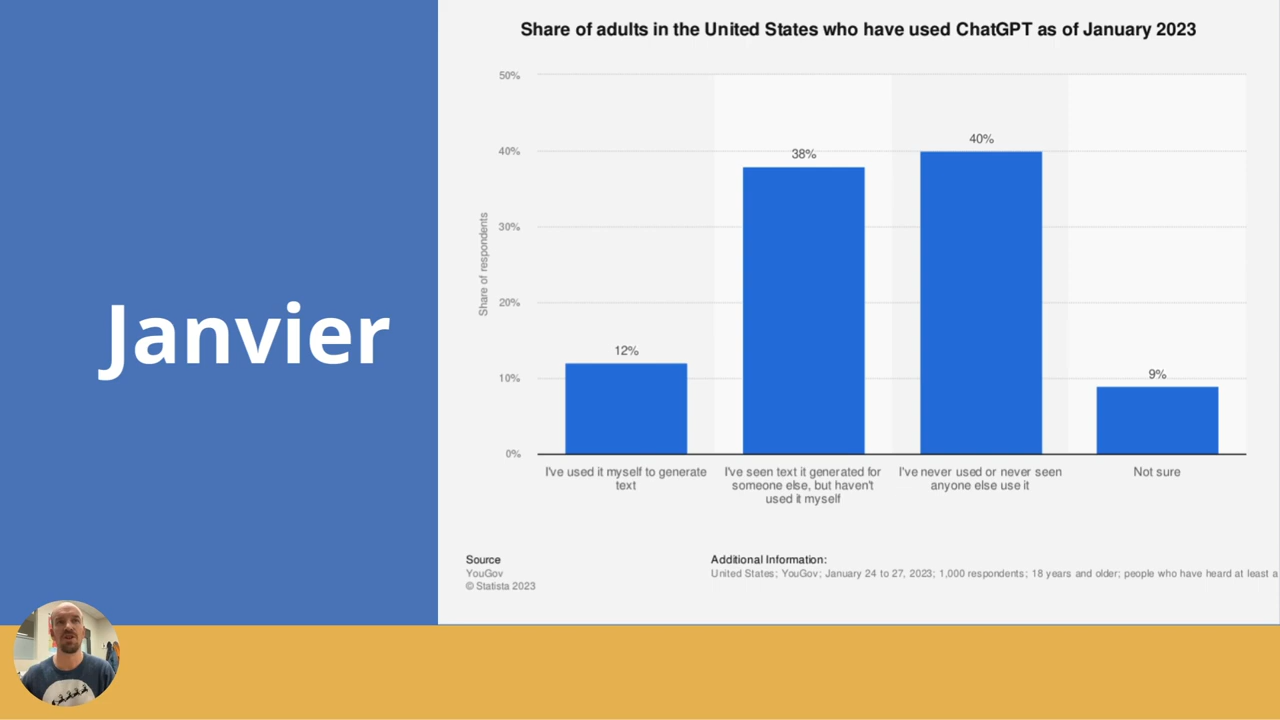 Janvier
Share of adults in the United States who have used ChatGPT as of January 2023
Share of respondents
50%
40%
30%
20%
10%
0%
12%
38%
40%
9%
I've used it myself to generate
text
I've seen text it generated for
someone else, but haven't
used it myself
I've never used or never seen
anyone else use it
Not sure
Source
YouGov
© Statista 2023
Additional Information:
United States; YouGov; January 24 to 27, 2023; 1,000 respondents; 18 years and older; people who have heard at least a